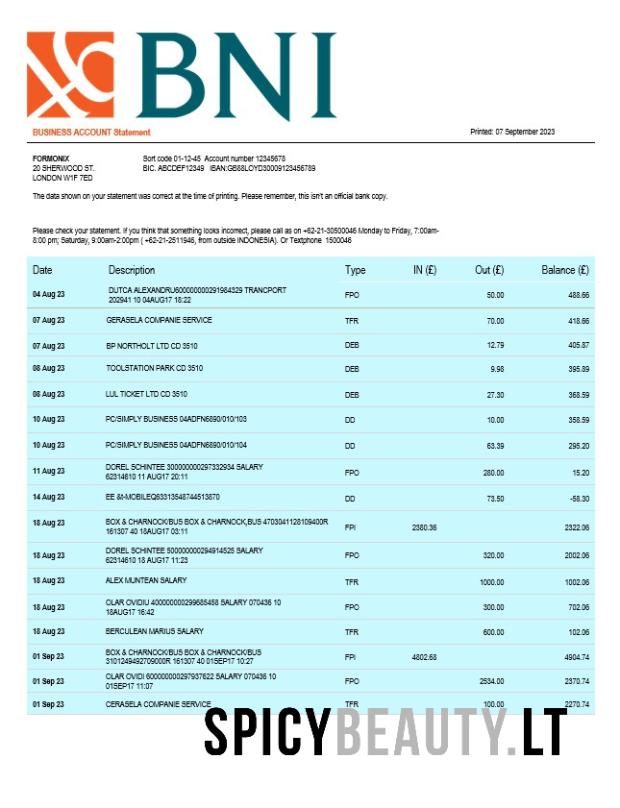 BNI
BUSINESS ACCOUNT Statement Printed: 07 September 2023
FORMONIX Sort code 01-12-45 Account number 12345678
20 SHERWOOD ST. BIC. ABCDEF12349 IBAN:GB88LOYD30009123456789
LONDON W1F 7ED
The data shown on your statement was correct at the time of printing. Please remember, this isn't an official bank copy.
Please check your statement. If you think that something looks incorrect, please call as on +62-21-30500046 Monday to Friday, 7:00am-
8:00 pm; Saturday, 9:00am-2:00pm ( +62-21-2511946, from outside INDONESIA). Or Textphone 1500046
Date Description Type IN (£) Out (£) Balance (£)
04 Aug 23 DUTCA ALEXANDRU600000000291984329 TRANCPORT FPO 50.00 488.66
202941 10 04AUG17 18:22
07 Aug 23 GERASELA COMPANIE SERVICE TFR 70.00 418.66
07 Aug 23 BP NORTHOLT LTD CD 3510 DEB 12.79 405.87
08 Aug 23 TOOLSTATION PARK CD 3510 DEB 9.98 395.89
08 Aug 23 LUL TICKET LTD CD 3510 DEB 27.30 368.59
10 Aug 23 PC/SIMPLY BUSINESS 04ADFN6890/010/103 DD 10.00 358.59
10 Aug 23 PC/SIMPLY BUSINESS 04ADFN6890/010/104 DD 63.39 295.20
11 Aug 23 DOREL SCHINTEE 300000000297332934 SALARY FPO 280.00 15.20
62314610 11 AUG17 20:11
14 Aug 23 EE &t-MOBILEQ63313548744513870 DD 73.50 -58.30
18 Aug 23 BOX & CHARNOCK/BUS BOX & CHARNOCK,BUS 4703041128109400R FPI 2380.36 2322.06
161307 40 18AUG17 03:11
18 Aug 23 DOREL SCHINTEE 500000000294914525 SALARY FPO 320.00 2002.06
62314610 18 AUG17 11:23
18 Aug 23 ALEX MUNTEAN SALARY TFR 1000.00 1002.06
18 Aug 23 OLAR OVIDIU 400000000299685458 SALARY 070436 10 FPO 300.00 702.06
18AUG17 16:42
18 Aug 23 BERCULEAN MARIUS SALARY TFR 600.00 102.06
01 Sep 23 BOX & CHARNOCK/BUS BOX & CHARNOCK/BUS FPI 4802.68 4904.74
3101249492709000R 161307 40 01SEP17 10:27
01 Sep 23 OLAR OVIDI 600000000297937622 SALARY 070436 10 FPO 2534.00 2370.74
01SEP17 11:07
01 Sep 23 CERASELA COMPANIE SERVICE TFR 100.00 2270.74
SPICYBEAUTY.LT